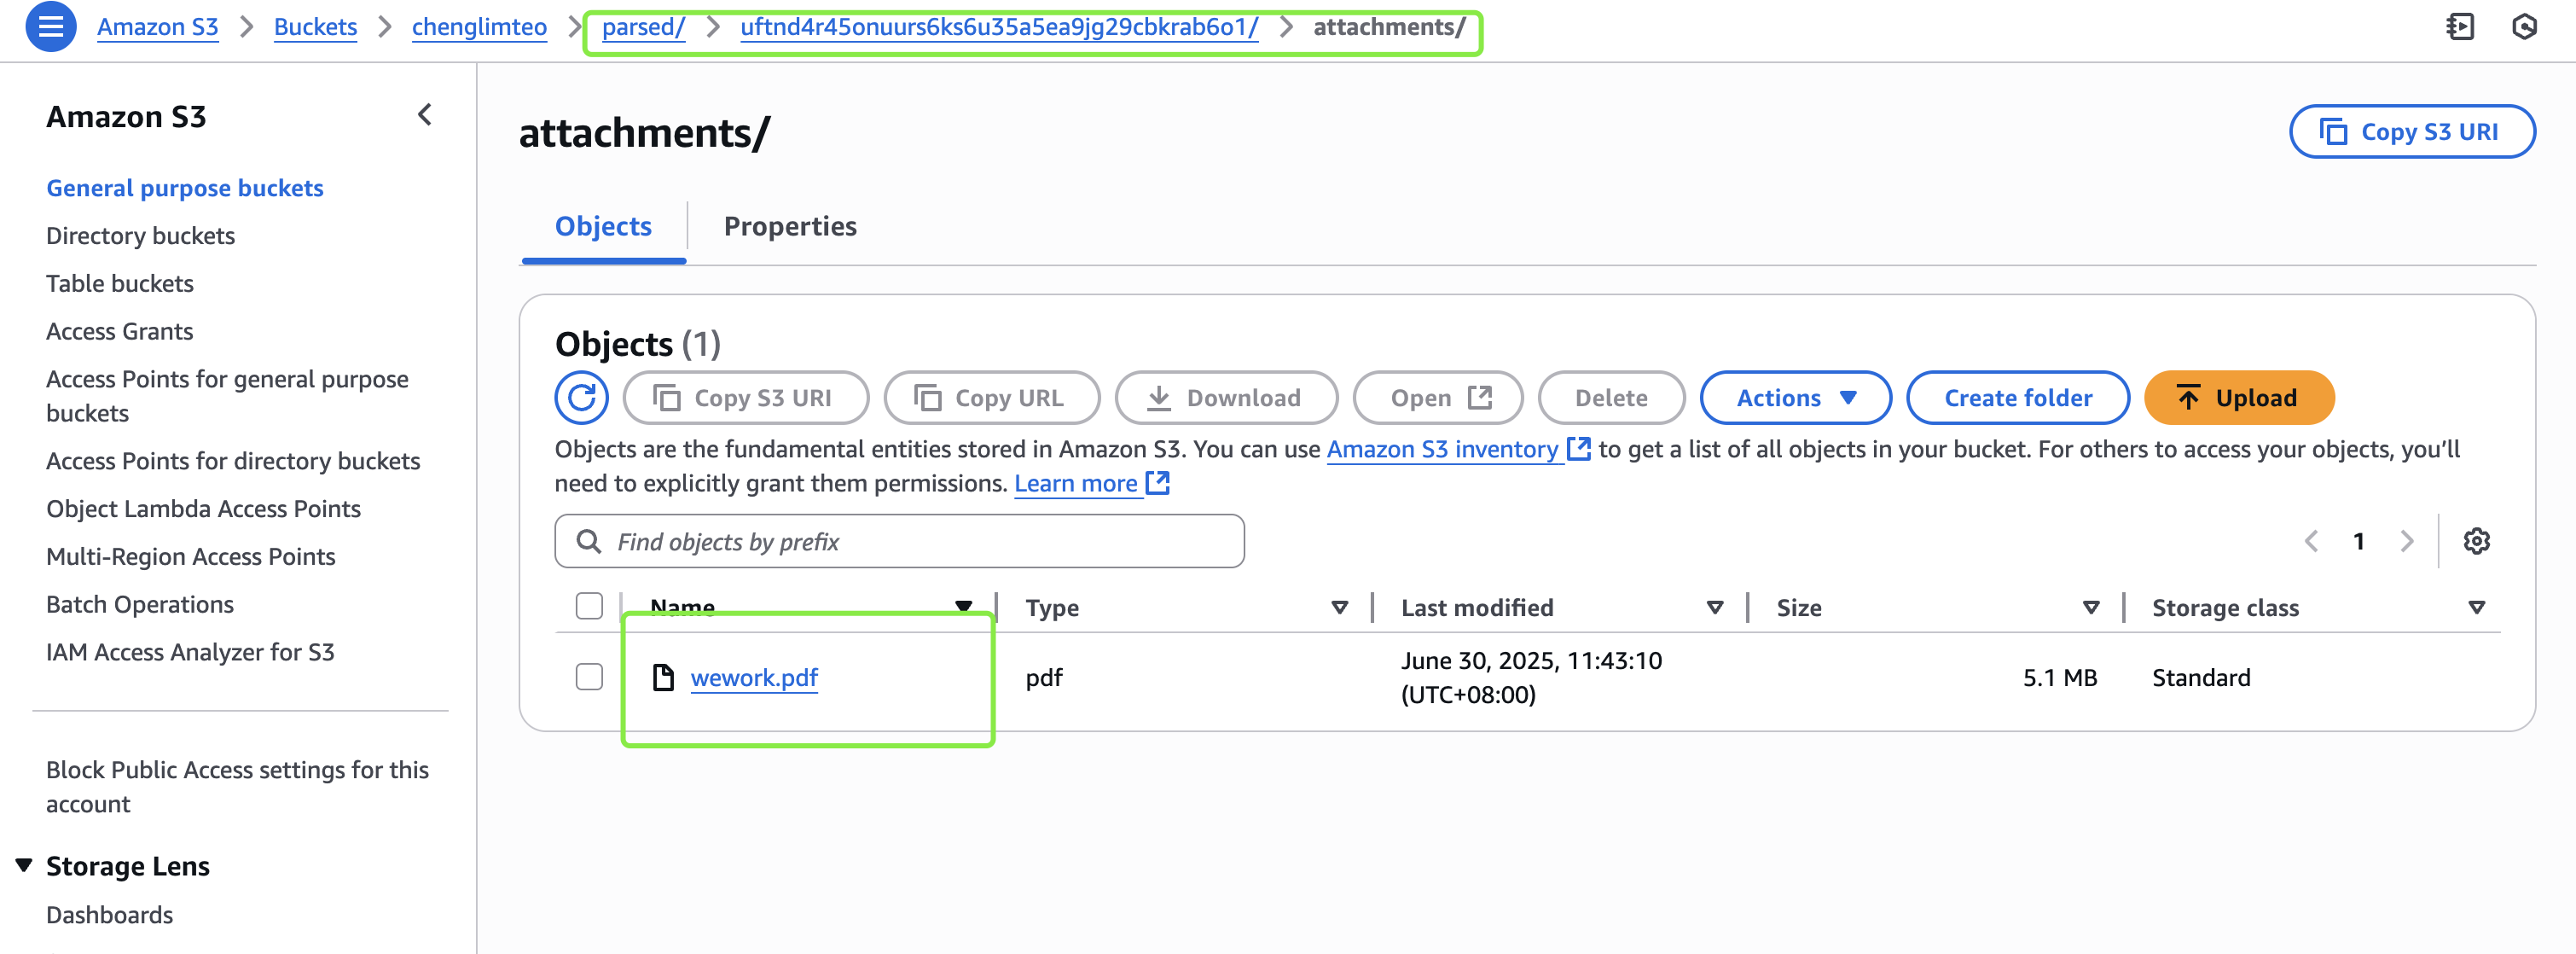 Amazon S3 > Buckets > chenglimteo > parsed/ > uftnd4r45onuurs6ks6u35a5ea9jg29cbkrab6o1/ > attachments/
Amazon S3
General purpose buckets
Directory buckets
Table buckets
Access Grants
Access Points for general purpose
buckets
Access Points for directory buckets
Object Lambda Access Points
Multi-Region Access Points
Batch Operations
IAM Access Analyzer for S3
Block Public Access settings for this
account
Storage Lens
Dashboards
attachments/
Copy S3 URI
Objects
Properties
Objects (1)
Copy S3 URI
Copy URL
Download
Open
Delete
Actions
Create folder
Upload
Objects are the fundamental entities stored in Amazon S3. You can use Amazon S3 inventory to get a list of all objects in your bucket. For others to access your objects, you’ll
need to explicitly grant them permissions. Learn more
Find objects by prefix
1
Name
Type
Last modified
Size
Storage class
wework.pdf
pdf
June 30, 2025, 11:43:10
(UTC+08:00)
5.1 MB
Standard